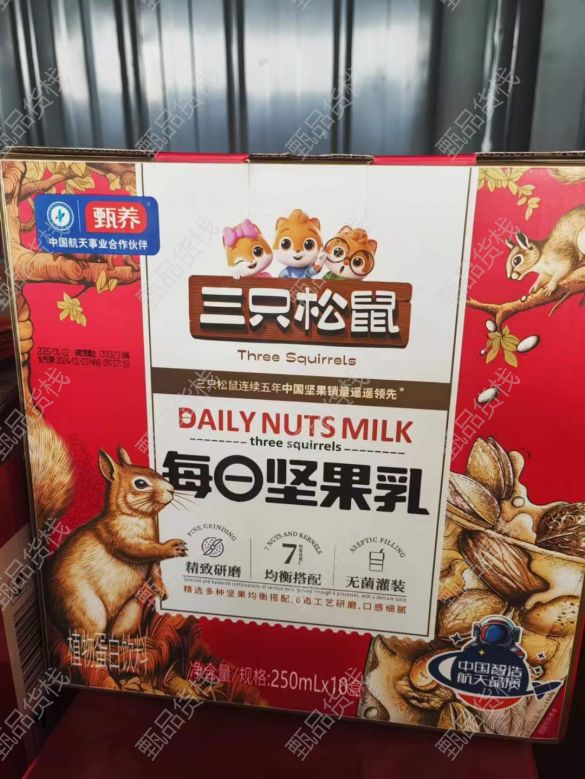 甄养
中国航天事业合作伙伴
三只松鼠
Three Squirrels
三只松鼠连续五年中国坚果销量遥遥领先*
DAILY NUTS MILK
three squirrels
每日坚果乳
FINE GRINDING
精致研磨
7 NUTS AND KERNELS
7
均衡搭配
ASEPTIC FILLING
无菌灌装
精选多种坚果均衡搭配,6道工艺研磨,口感细腻
植物蛋白饮料
净含量/规格:250mLx10盒
中国智造
航天品质
甄品货栈